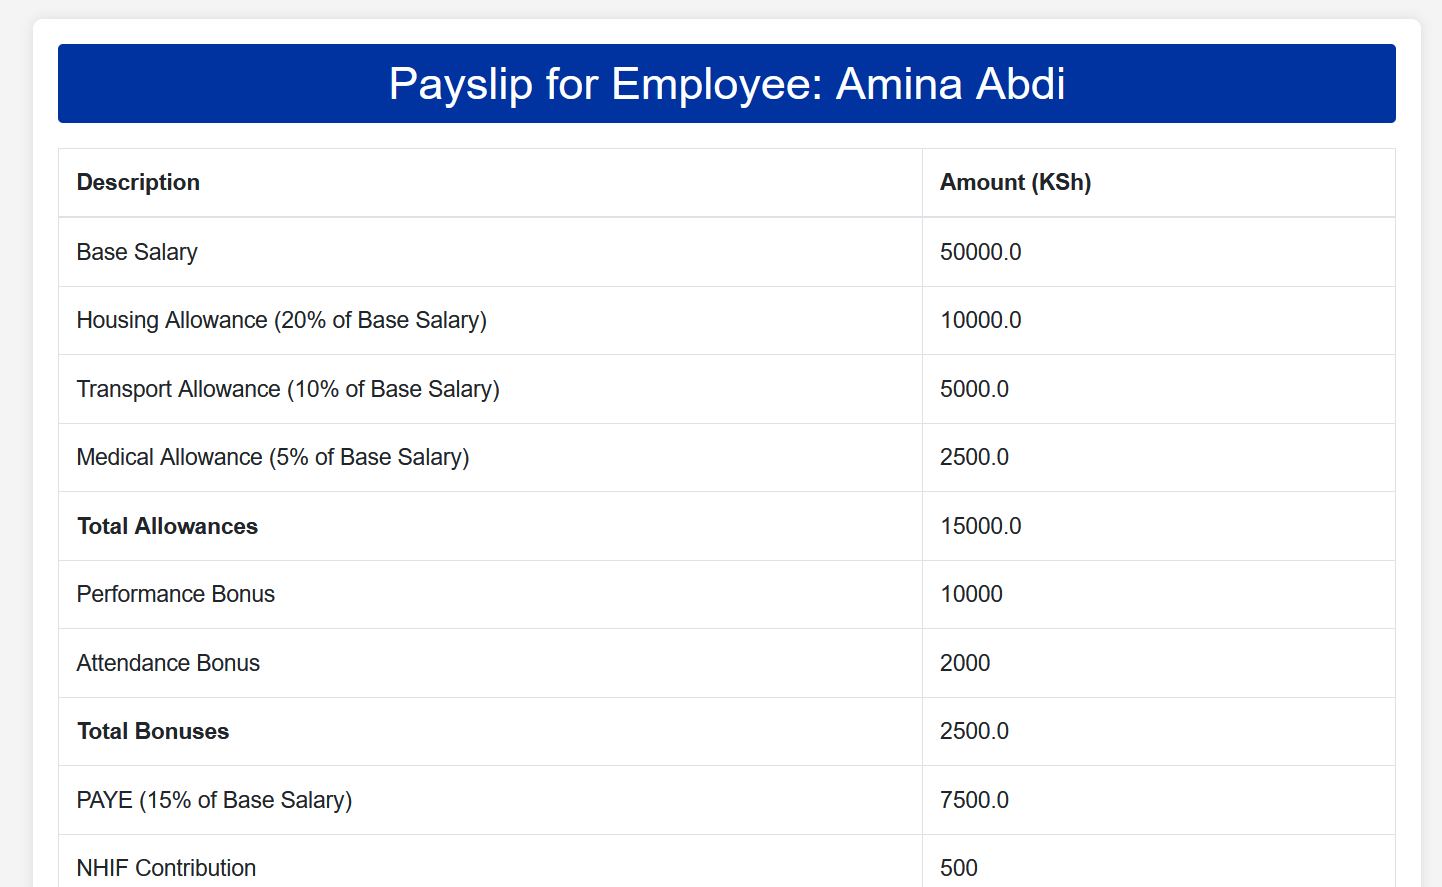 Payslip for Employee: Amina Abdi
Description Amount (KSh)
Base Salary 50000.0
Housing Allowance (20% of Base Salary) 10000.0
Transport Allowance (10% of Base Salary) 5000.0
Medical Allowance (5% of Base Salary) 2500.0
Total Allowances 15000.0
Performance Bonus 10000
Attendance Bonus 2000
Total Bonuses 2500.0
PAYE (15% of Base Salary) 7500.0
NHIF Contribution 500